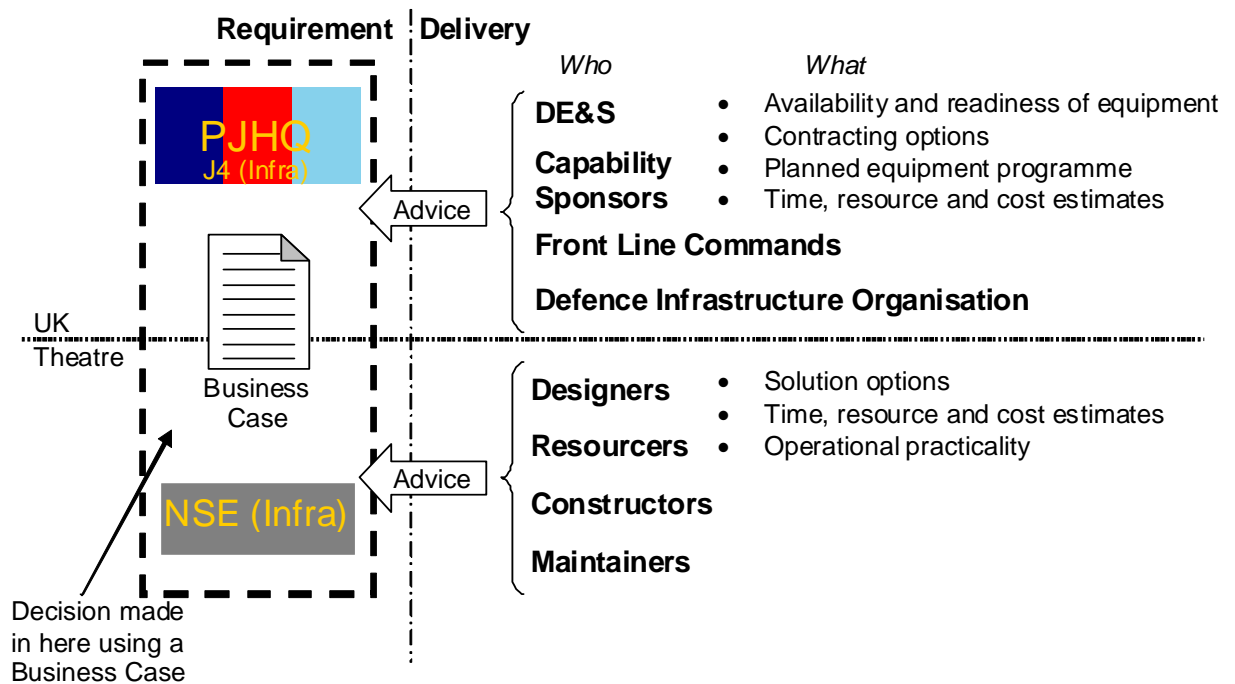 Requirement
Delivery
Who
What
PJHQ
J4 (Infra)
Advice
DE&S
Capability
Sponsors
Front Line Commands
Defence Infrastructure Organisation
• Availability and readiness of equipment
• Contracting options
• Planned equipment programme
• Time, resource and cost estimates
UK
Theatre
Business
Case
Advice
Designers
Resourcers
Constructors
Maintainers
• Solution options
• Time, resource and cost estimates
• Operational practicality
NSE (Infra)
Decision made
in here using a
Business Case